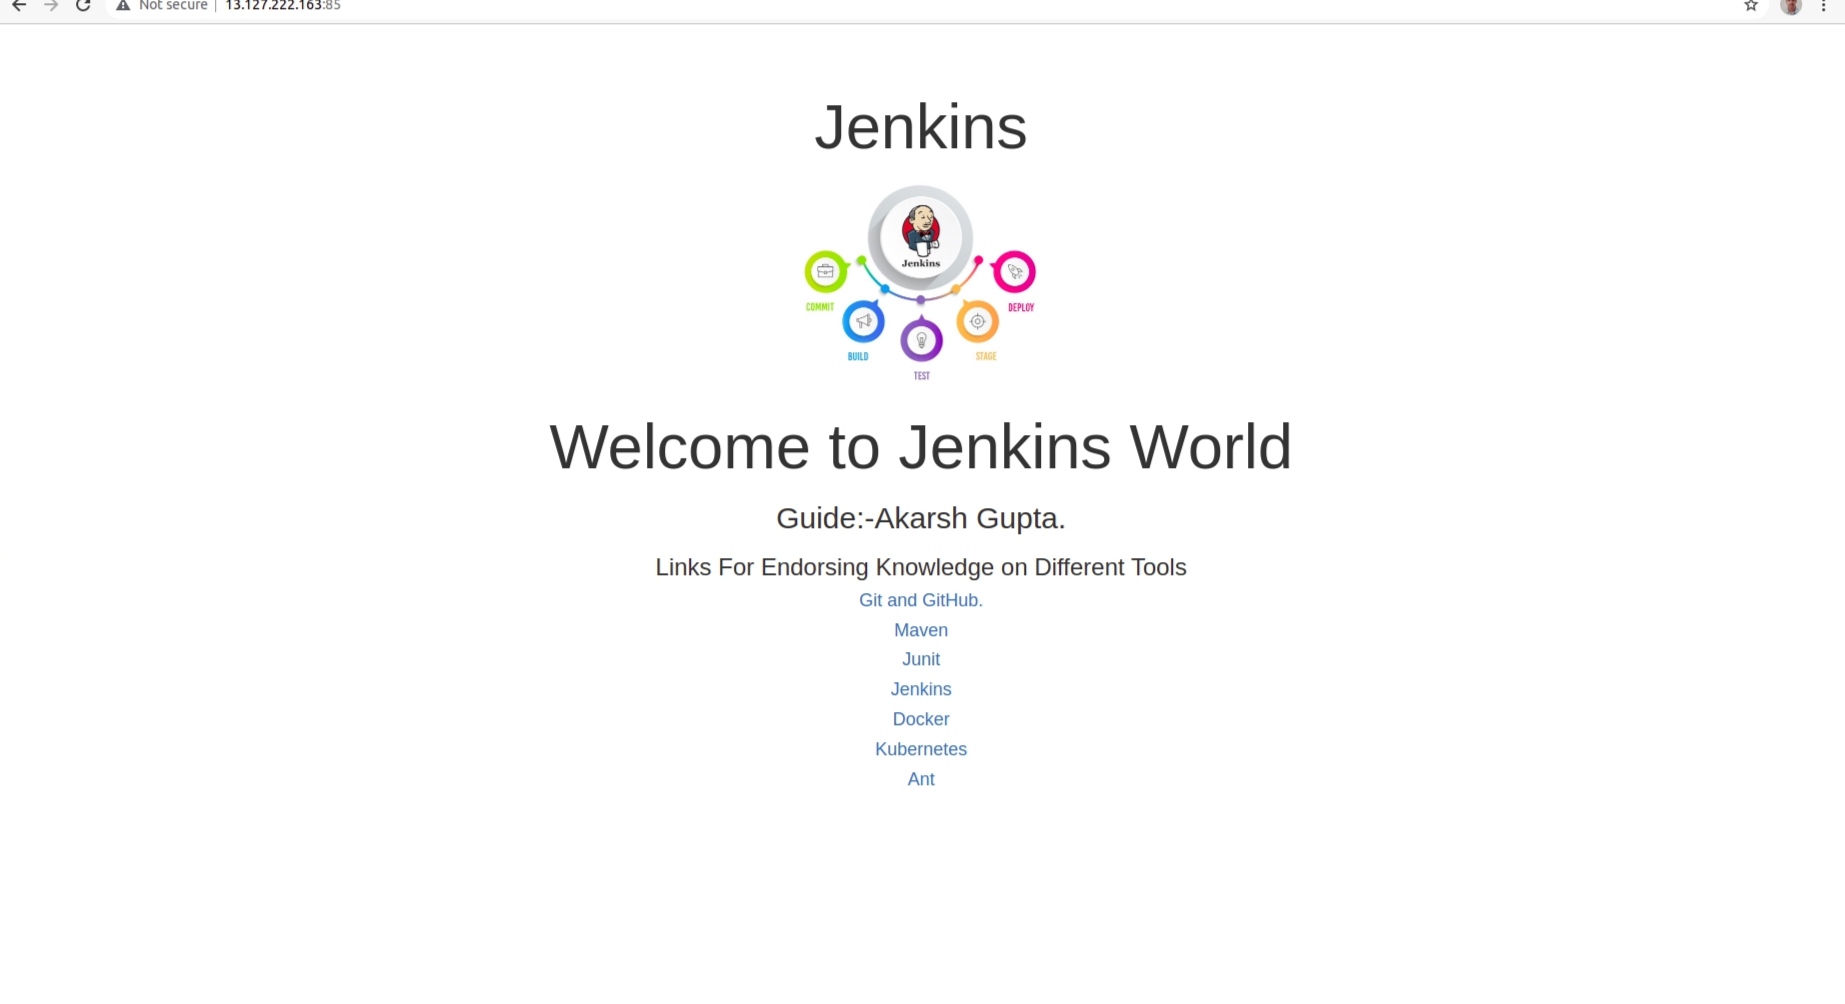 Not secure | 13.127.222.163:85
Jenkins
Jenkins
COMMIT
DEPLOY
BUILD
STAGE
TEST
Welcome to Jenkins World
Guide:-Akarsh Gupta.
Links For Endorsing Knowledge on Different Tools
Git and GitHub.
Maven
Junit
Jenkins
Docker
Kubernetes
Ant